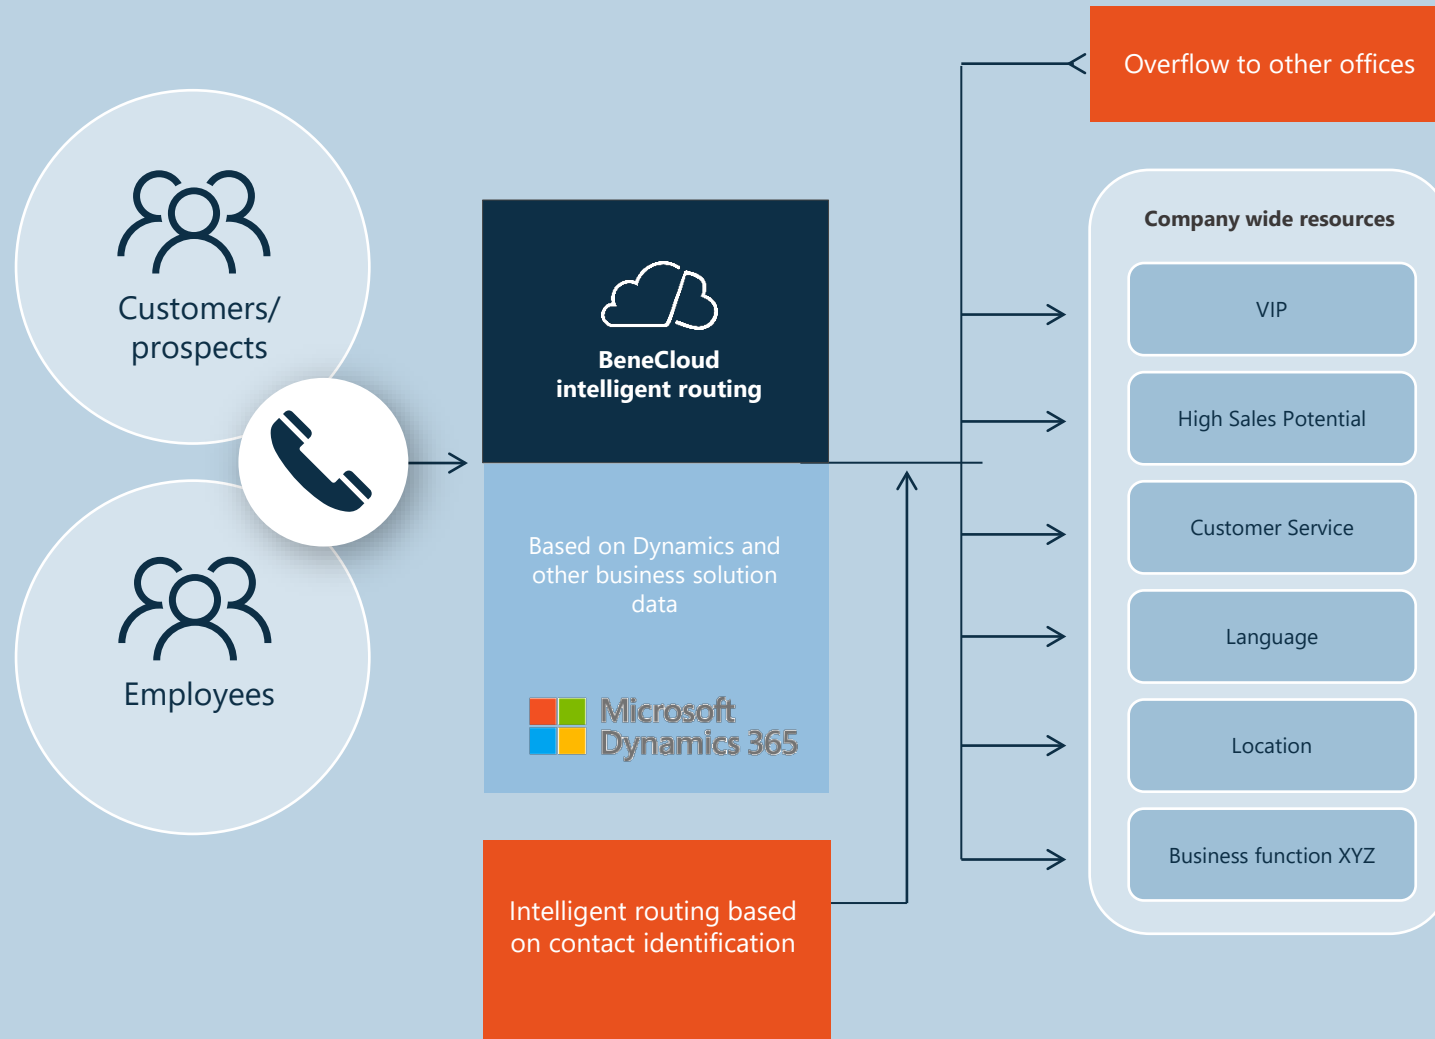 Customers/
prospects
Employees
BeneCloud
intelligent routing
Based on Dynamics and
other business solution
data
Microsoft
Dynamics 365
Intelligent routing based
on contact identification
Overflow to other offices
Company wide resources
VIP
High Sales Potential
Customer Service
Language
Location
Business function XYZ